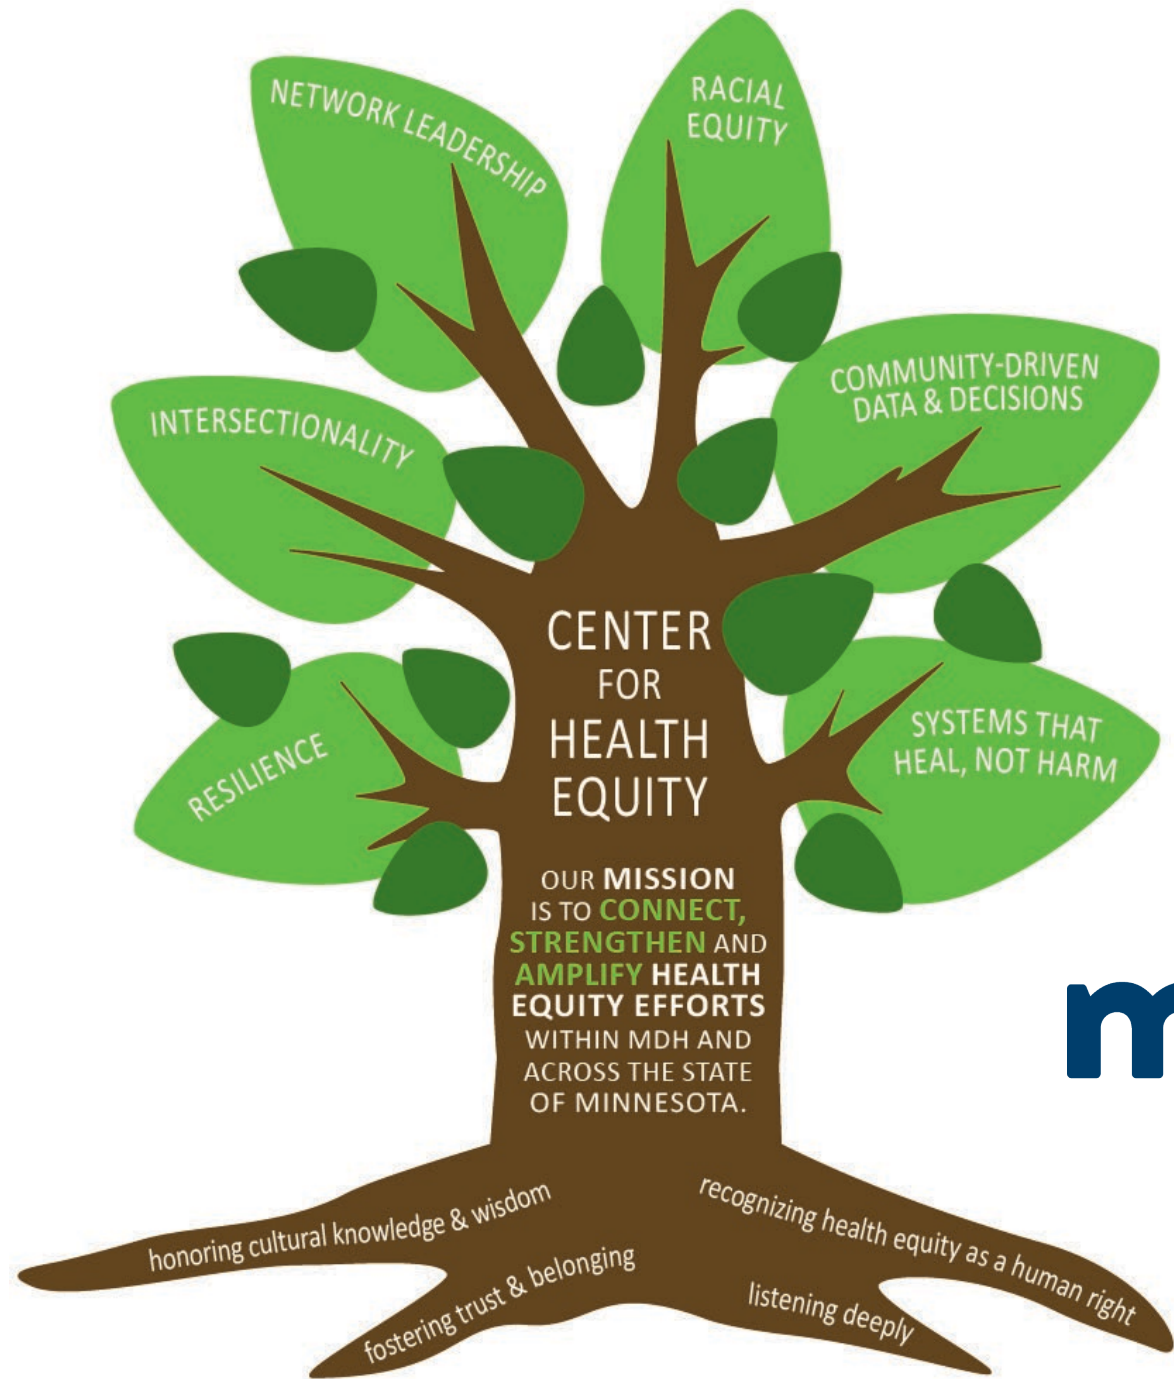 NETWORK LEADERSHIP
RACIAL
EQUITY
INTERSECTIONALITY
COMMUNITY-DRIVEN
DATA & DECISIONS
RESILIENCE
SYSTEMS THAT
HEAL, NOT HARM
CENTER
FOR
HEALTH
EQUITY
OUR MISSION
IS TO CONNECT,
STRENGTHEN AND
AMPLIFY HEALTH
EQUITY EFFORTS
WITHIN MDH AND
ACROSS THE STATE
OF MINNESOTA.
honoring cultural knowledge & wisdom
fostering trust & belonging
recognizing health equity as a human right
listening deeply